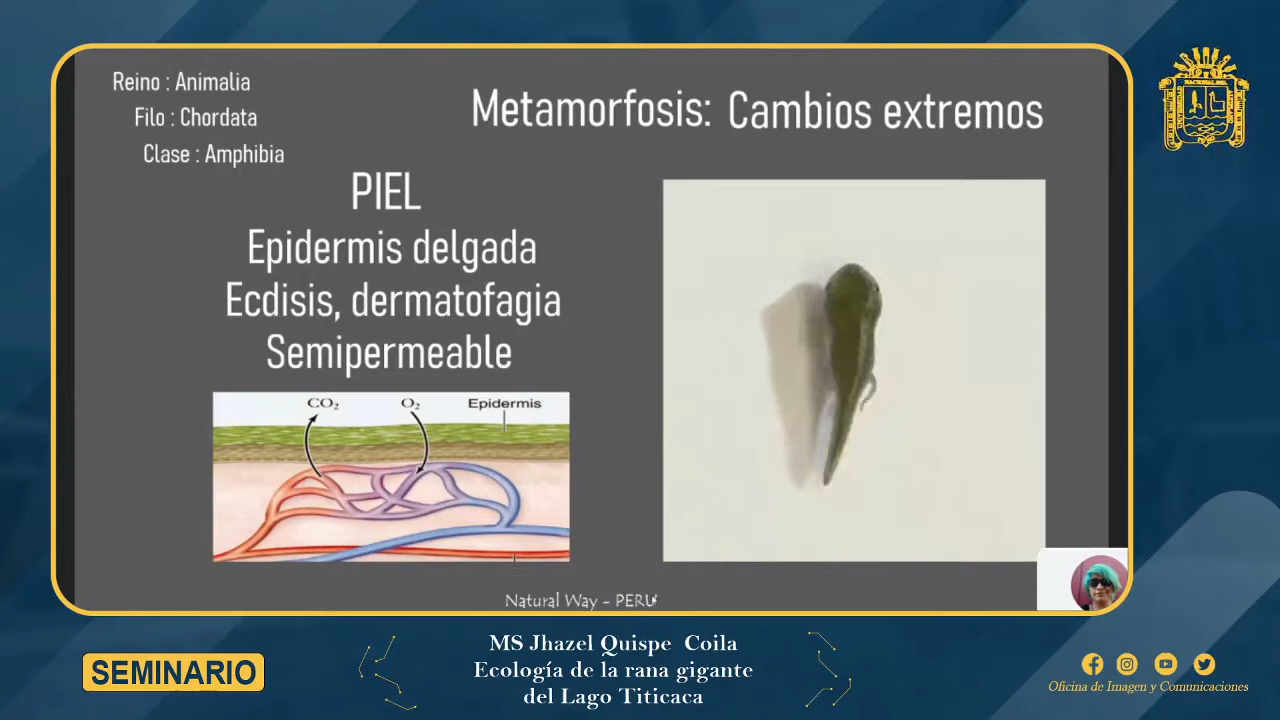 Reino : Animalia
Filo : Chordata
Clase : Amphibia
Metamorfosis: Cambios extremos
PIEL
Epidermis delgada
Ecdisis, dermatofagia
Semipermeable
CO₂
O₂
Epidermis
Natural Way - PERU
SEMINARIO
MS Jhazel Quispe Coila
Ecología de la rana gigante
del Lago Titicaca
Oficina de Imagen y Comunicaciones